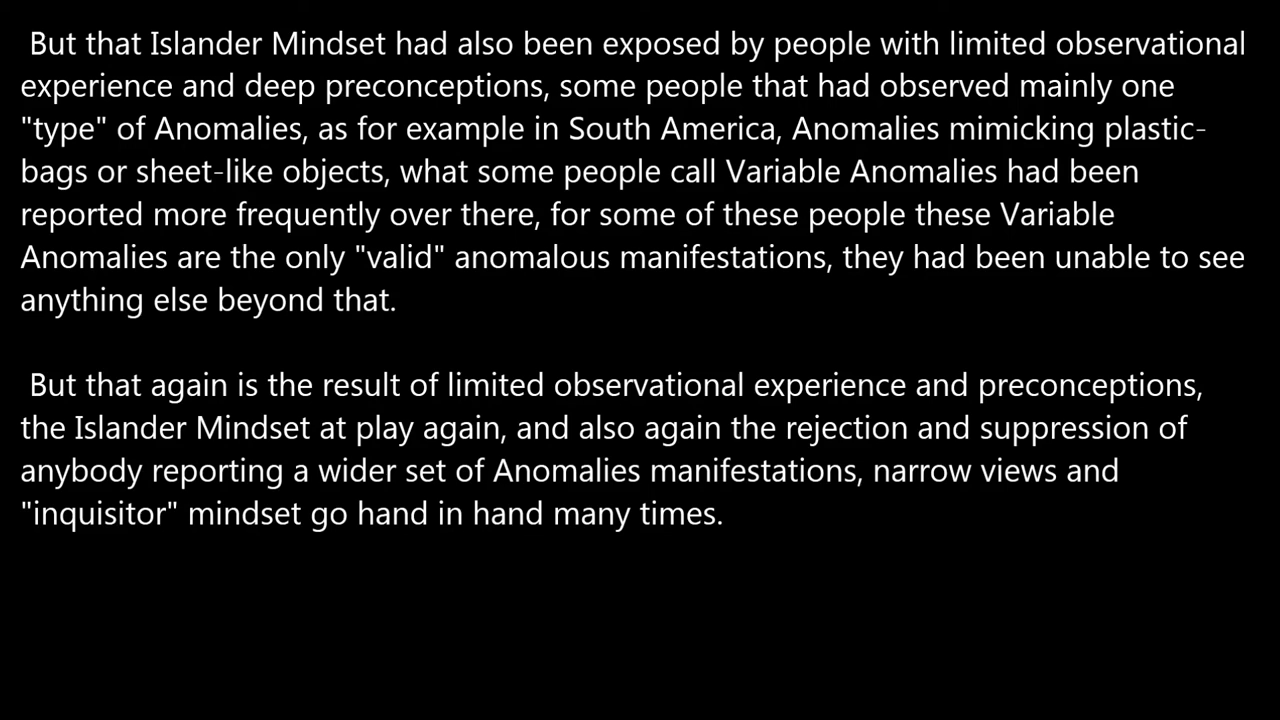 But that Islander Mindset had also been exposed by people with limited observational
experience and deep preconceptions, some people that had observed mainly one
"type" of Anomalies, as for example in South America, Anomalies mimicking plastic-
bags or sheet-like objects, what some people call Variable Anomalies had been
reported more frequently over there, for some of these people these Variable
Anomalies are the only "valid" anomalous manifestations, they had been unable to see
anything else beyond that.
But that again is the result of limited observational experience and preconceptions,
the Islander Mindset at play again, and also again the rejection and suppression of
anybody reporting a wider set of Anomalies manifestations, narrow views and
"inquisitor" mindset go hand in hand many times.